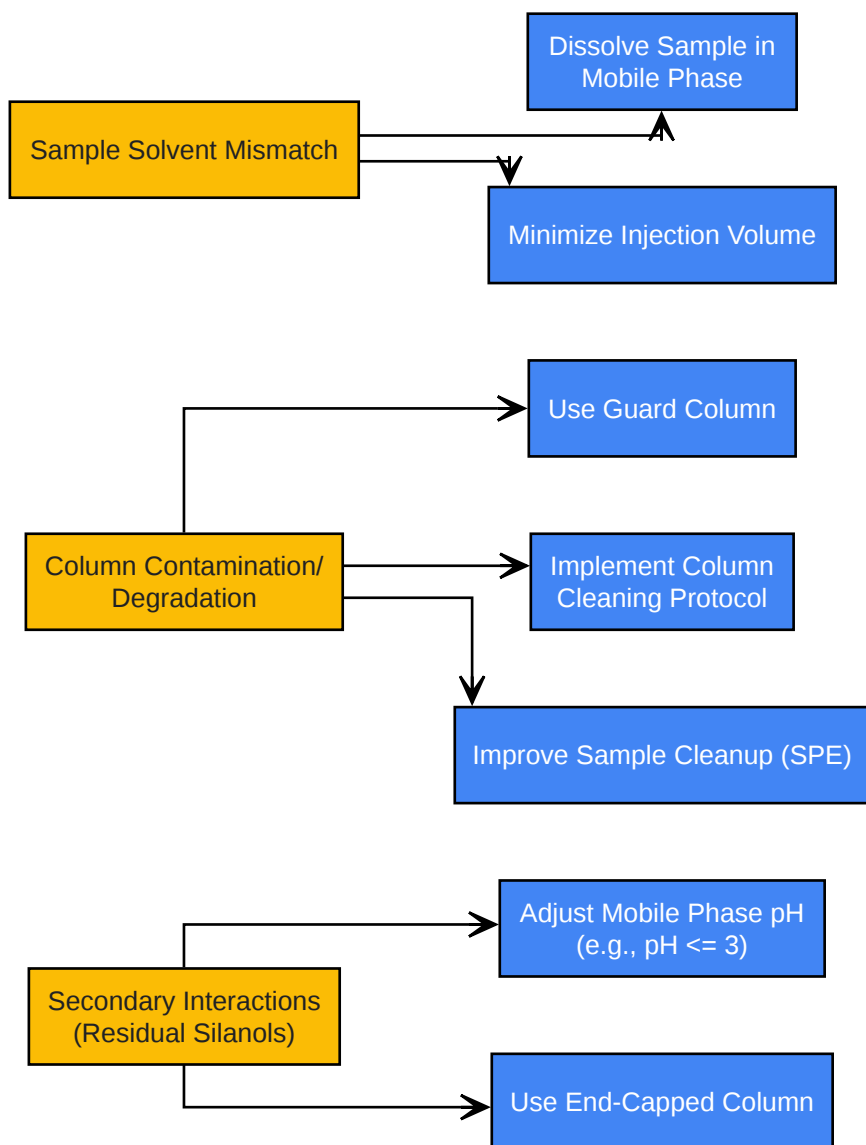 Dissolve Sample in
Mobile Phase
Sample Solvent Mismatch
Minimize Injection Volume
Use Guard Column
Column Contamination/
Degradation
Implement Column
Cleaning Protocol
Improve Sample Cleanup (SPE)
Adjust Mobile Phase pH
(e.g., pH <= 3)
Secondary Interactions
(Residual Silanols)
Use End-Capped Column